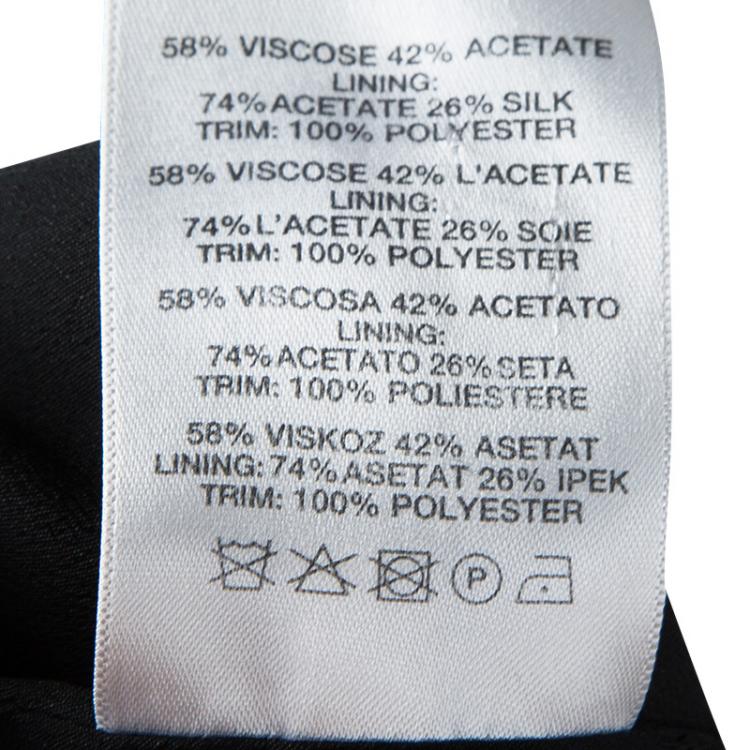 58% VISCOSE 42% ACETATE
LINING:
74% ACETATE 26% SILK
TRIM: 100% POLYESTER
58% VISCOSE 42% L'ACETATE
LINING:
74% L'ACETATE 26% SOIE
TRIM: 100% POLYESTER
58% VISCOSA 42% ACETATO
LINING:
74% ACETATO 26% SETA
TRIM: 100% POLIESTERE
58% VISKOZ 42% ASETAT
LINING: 74% ASETAT 26% IPEK
TRIM: 100% POLYESTER
P